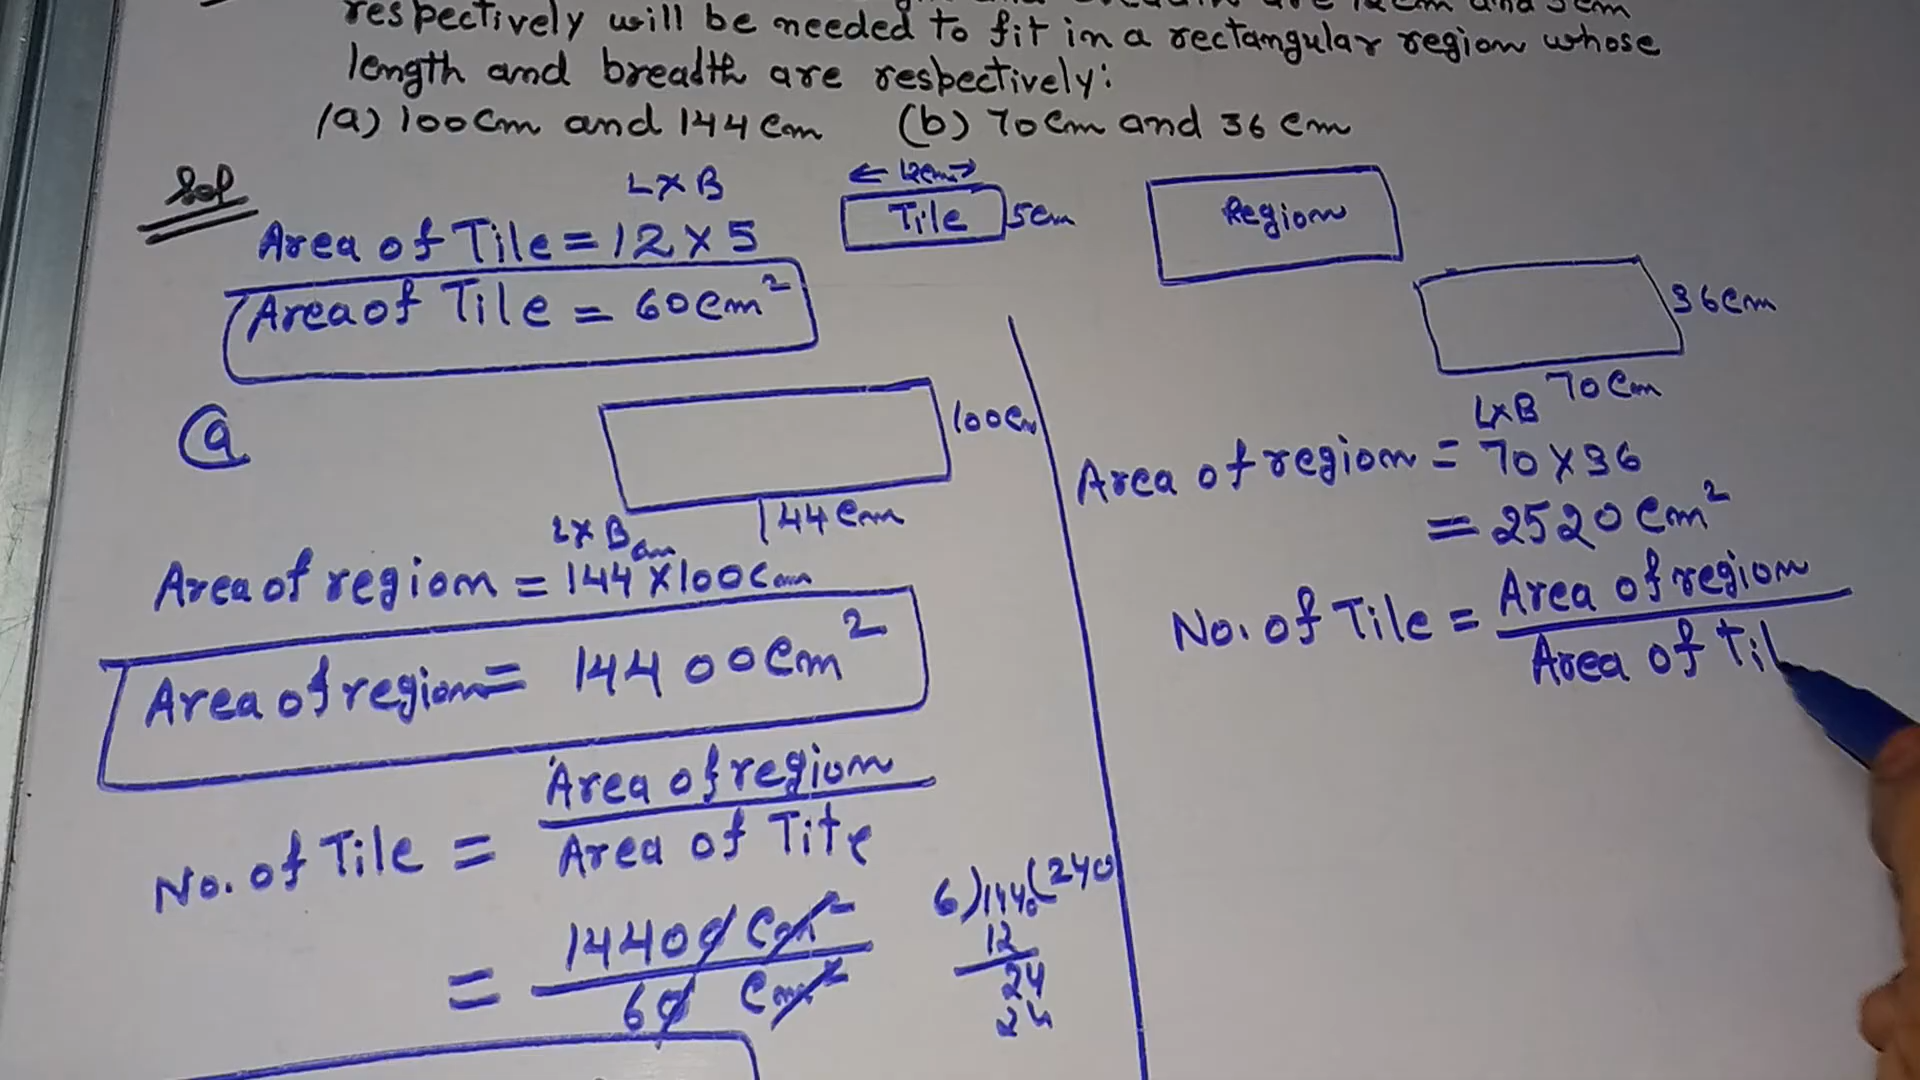 respectively will be needed to fit in a rectangular region whose
length and breadth are respectively:
(a) 100cm and 144cm (b) 70cm and 36cm
Sol
L×B
Area of Tile = 12 × 5
Area of Tile = 60cm²
← 12cm →
Tile 5cm
Region
(a)
100cm
144cm
L×B
Area of region = 144cm × 100cm
Area of region = 14400cm²
No. of Tile = Area of region
Area of Tile
= 14400 cm²
60 cm²
6)1440(240
12
24
24
36cm
70cm
L×B
Area of region = 70 × 36
= 2520cm²
No. of Tile = Area of region
Area of Til